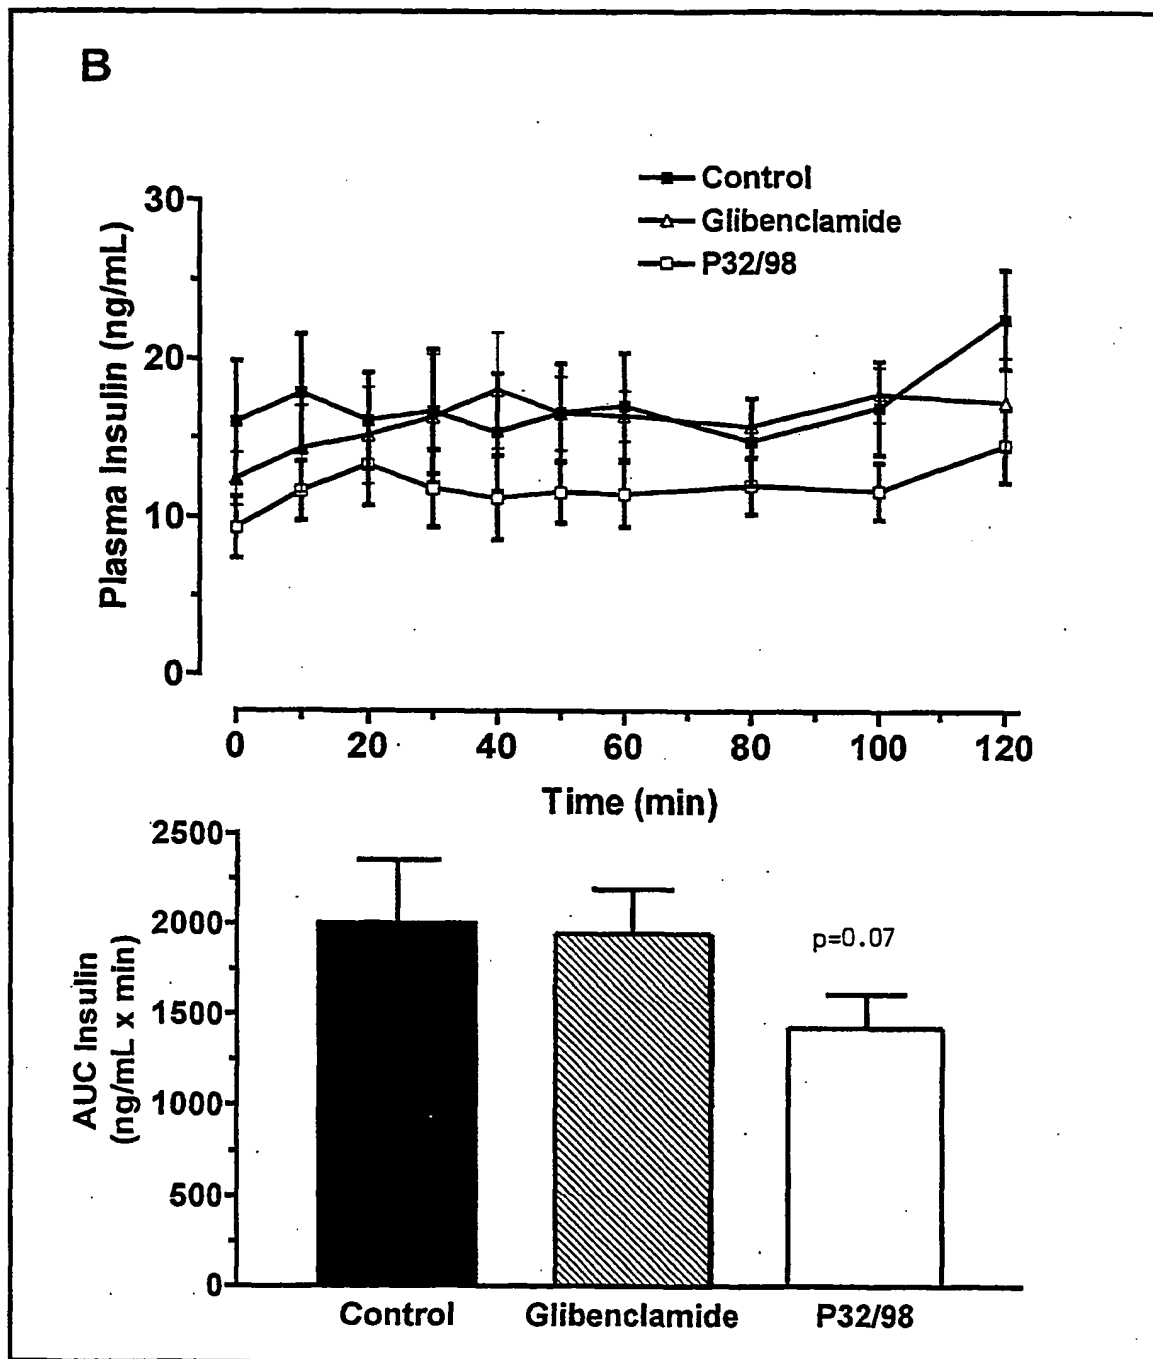 B
Control
Glibenclamide
P32/98
Plasma Insulin (ng/mL)
30
20
10
0
0 20 40 60 80 100 120
Time (min)
AUC Insulin
(ng/mL x min)
2500
2000
1500
1000
500
0
p=0.07
Control Glibenclamide P32/98